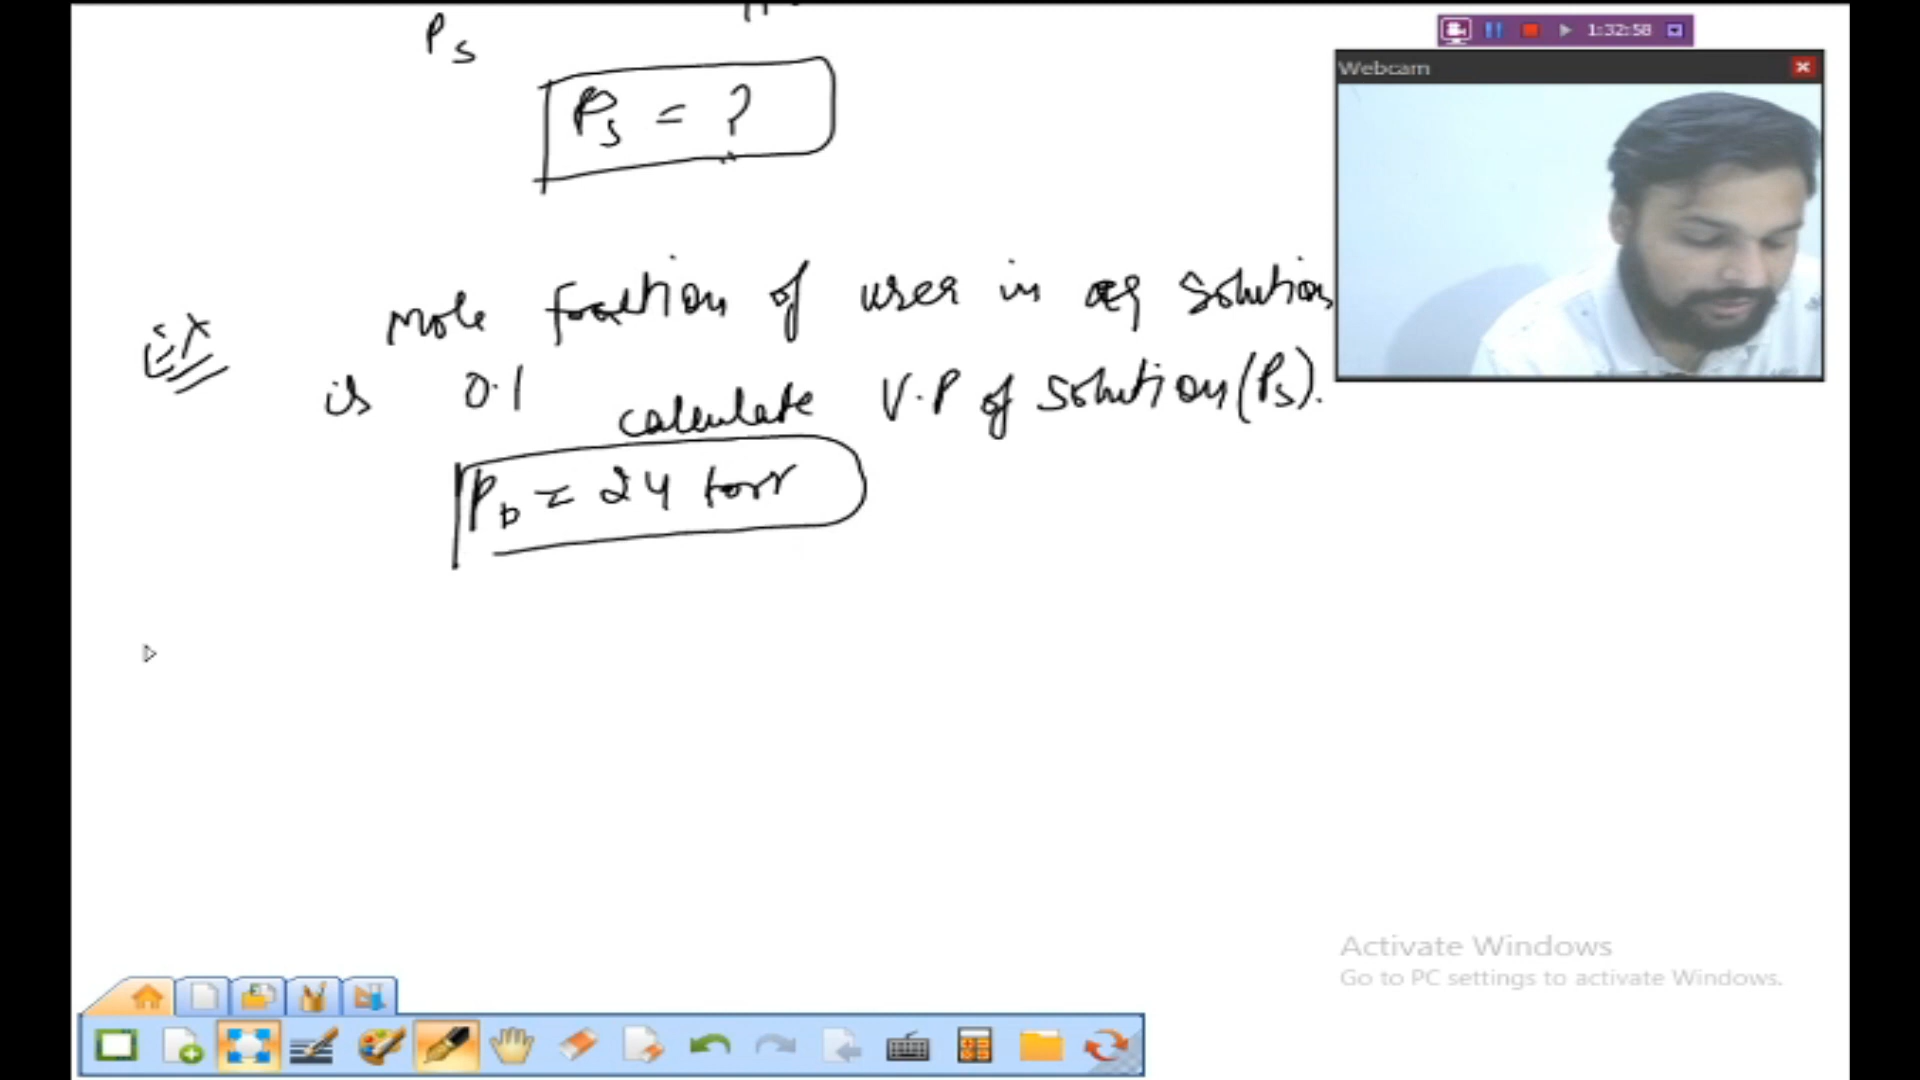 Ps
Ps = ?
1:32:58
Webcam
Ex Mole fraction of urea in aq solution
is 0.1 calculate V.P of solution (Ps).
Po = 24 torr
Activate Windows
Go to PC settings to activate Windows.